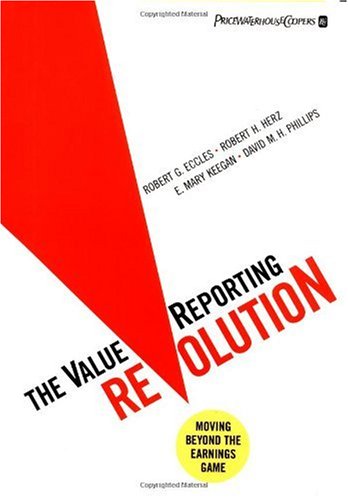 Copyrighted Material
PRICEWATERHOUSECOOPERS
ROBERT G. ECCLES • ROBERT H. HERZ
E. MARY KEEGAN • DAVID M. H. PHILLIPS
THE VALUE REPORTING
REVOLUTION
MOVING
BEYOND THE
EARNINGS
GAME
Copyrighted Material